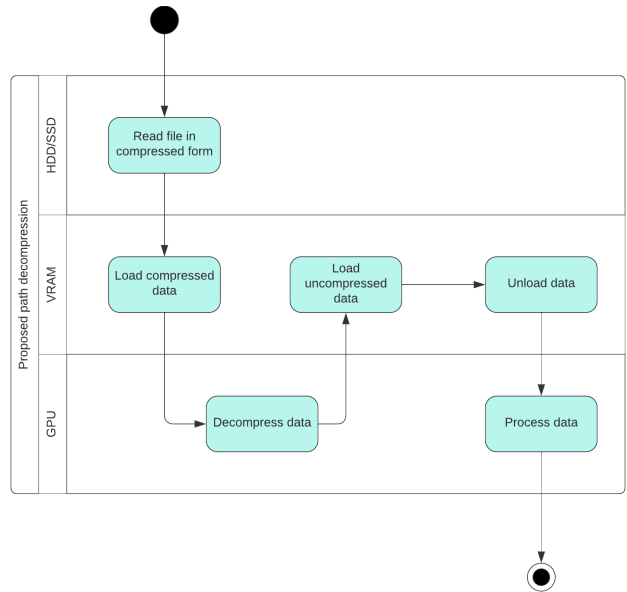 Proposed path decompression
HDD/SSD
Read file in
compressed form
VRAM
Load compressed
data
Load
uncompressed
data
Unload data
GPU
Decompress data
Process data